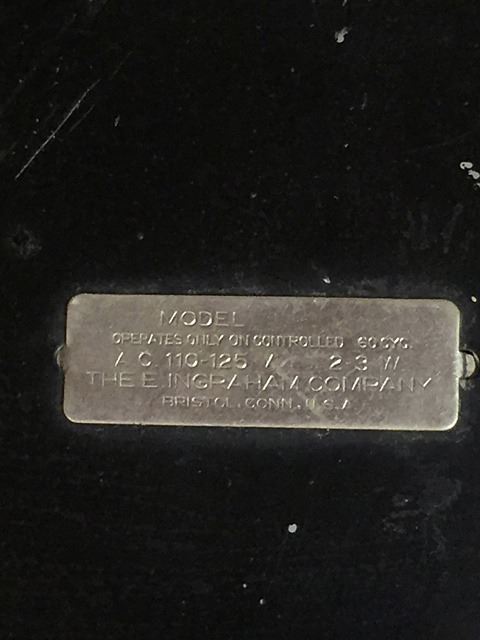 MODEL
OPERATES ONLY ON CONTROLLED 60 CYC.
A.C. 110-125 V. 2-3 W
THE E. INGRAHAM COMPANY
BRISTOL, CONN., U.S.A.